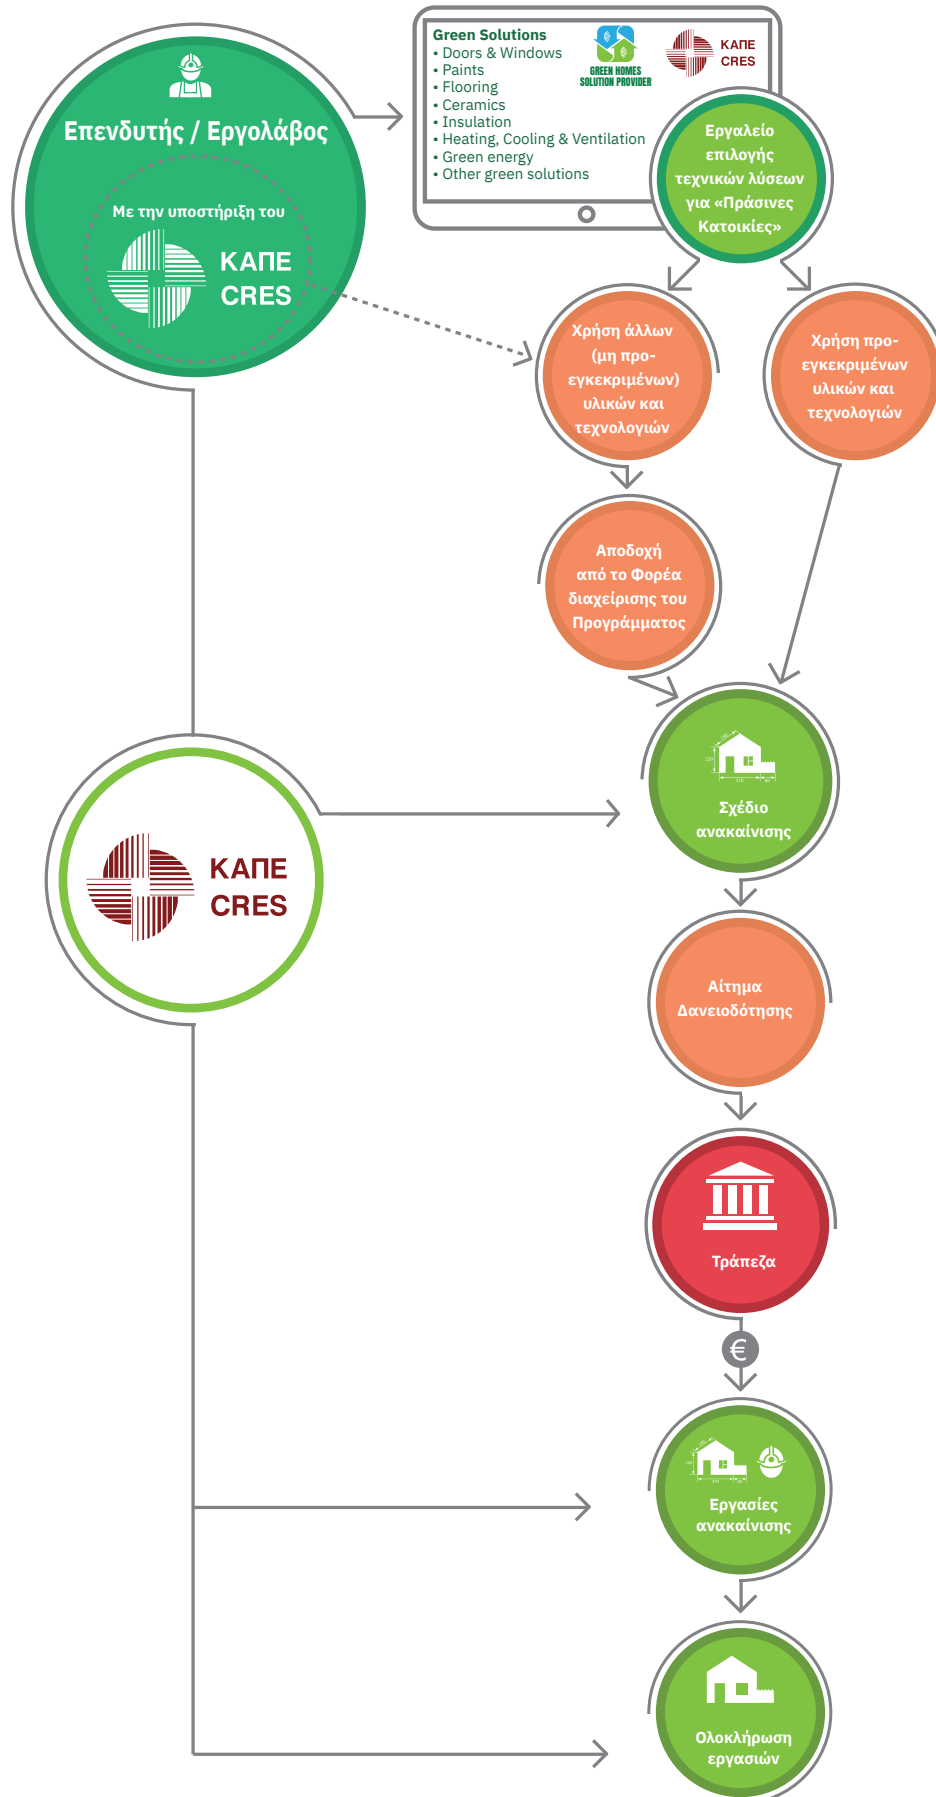 Green Solutions
• Doors & Windows
• Paints
• Flooring
• Ceramics
• Insulation
• Heating, Cooling & Ventilation
• Green energy
• Other green solutions
GREEN HOMES
SOLUTION PROVIDER
ΚΑΠΕ
CRES
Επενδυτής / Εργολάβος
Με την υποστήριξη του
ΚΑΠΕ
CRES
Εργαλείο
επιλογής
τεχνικών λύσεων
για «Πράσινες
Κατοικίες»
Χρήση άλλων
(μη προ-
εγκεκριμένων)
υλικών και
τεχνολογιών
Χρήση προ-
εγκεκριμένων
υλικών και
τεχνολογιών
Αποδοχή
από το Φορέα
διαχείρισης του
Προγράμματος
Σχέδιο
ανακαίνισης
ΚΑΠΕ
CRES
Αίτημα
Δανειοδότησης
Τράπεζα
€
Εργασίες
ανακαίνισης
Ολοκλήρωση
εργασιών